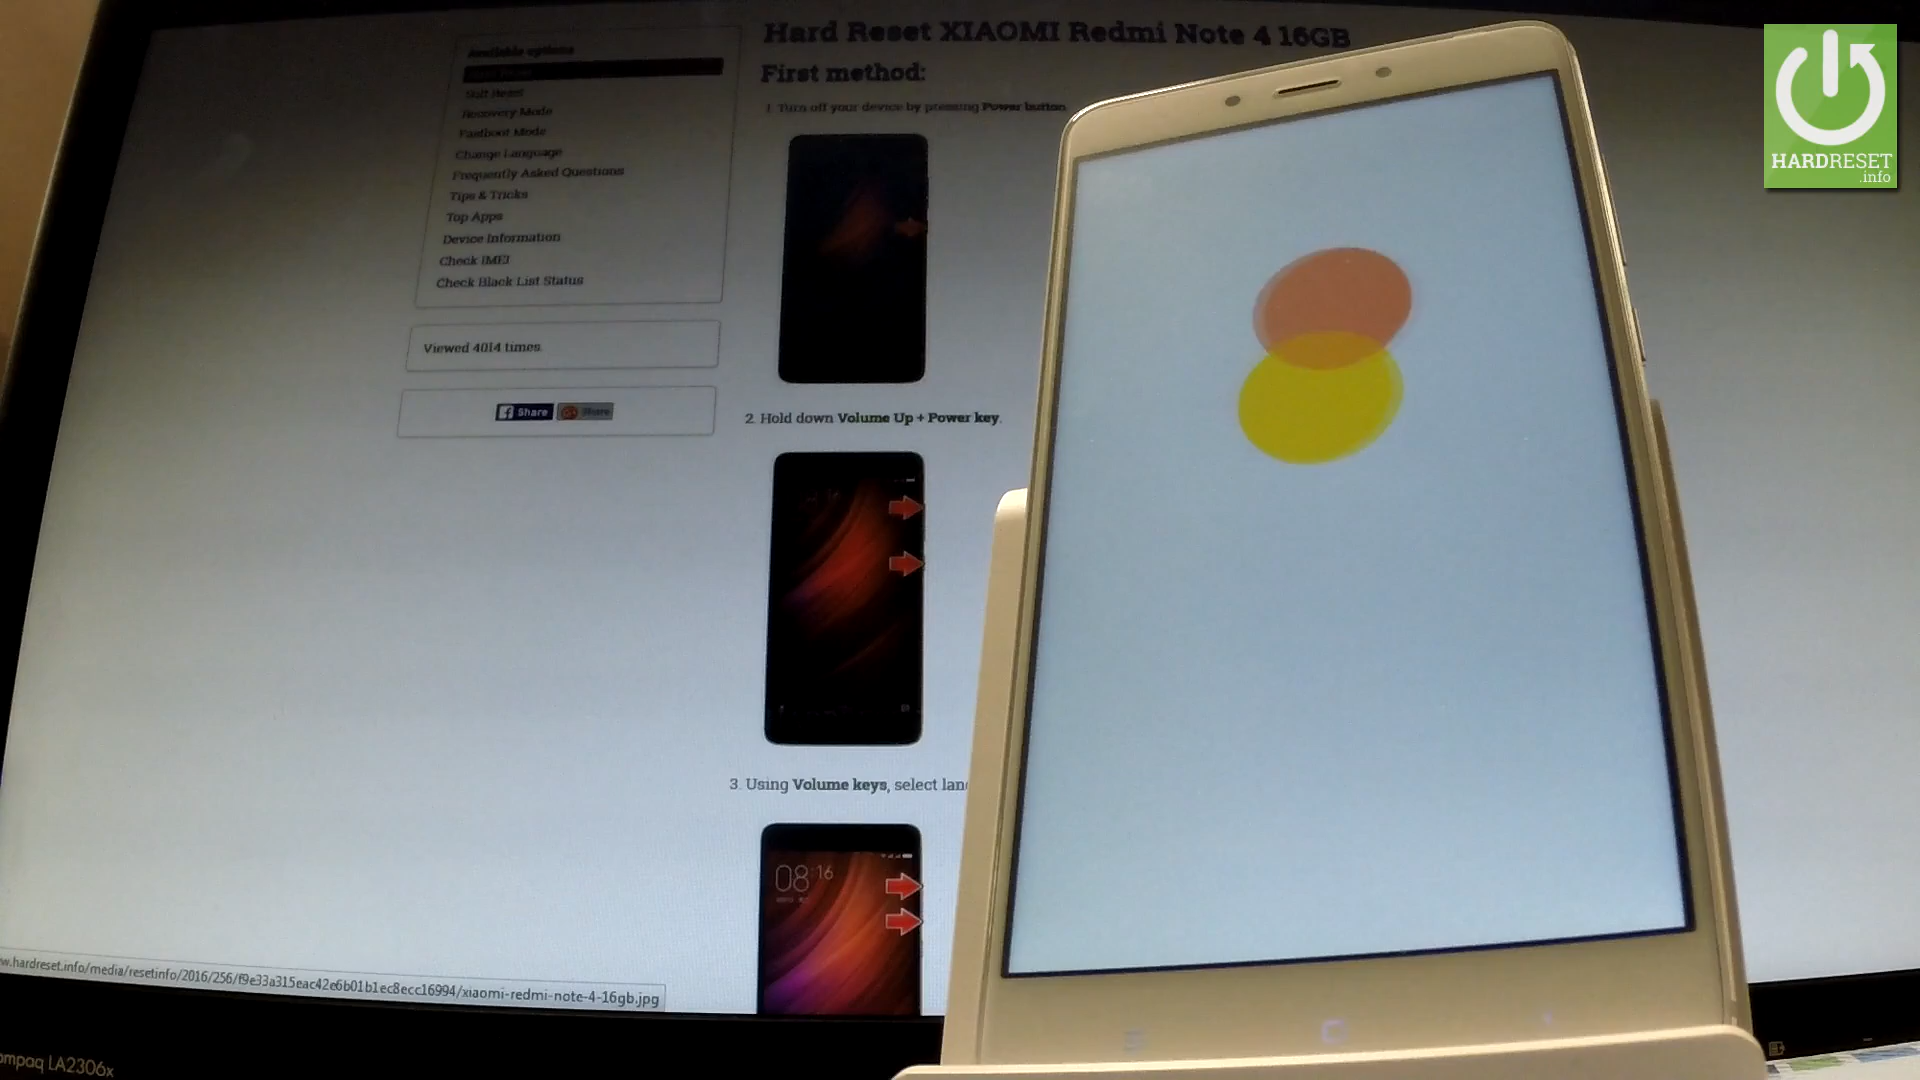 Hard Reset XIAOMI Redmi Note 4 16GB
First method:
1. Turn off your device by pressing Power button.
Available options
Soft Reset
Recovery Mode
Fastboot Mode
Change Language
Frequently Asked Questions
Tips & Tricks
Top Apps
Device Information
Check IMEI
Check Black List Status
Viewed 4014 times.
Share
Share
2. Hold down Volume Up + Power key.
3. Using Volume keys, select
08:16
w.hardreset.info/media/resetinfo/2016/256/f9e33a315eac42e6b01b1ec8ecc16994/xiaomi-redmi-note-4-16gb.jpg
LA2306x
HARDRESET
.info